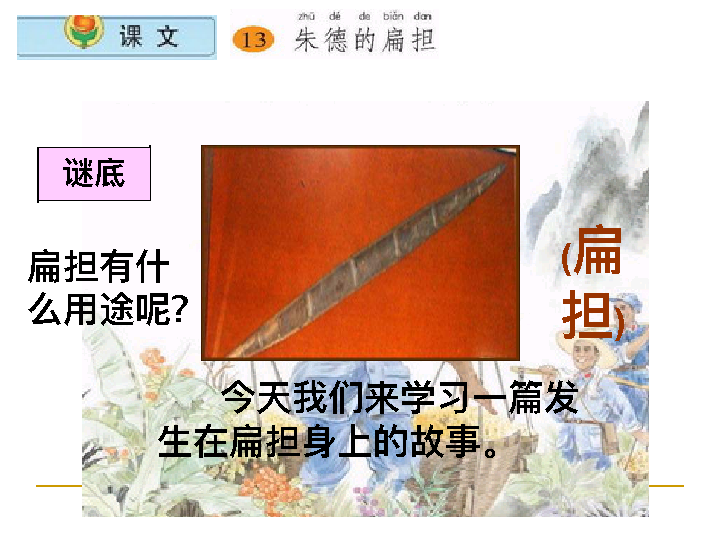 课文
13
zhū dé de biǎn dan
朱德的扁担
谜底
扁担有什
么用途呢?
(扁
担)
今天我们来学习一篇发
生在扁担身上的故事。